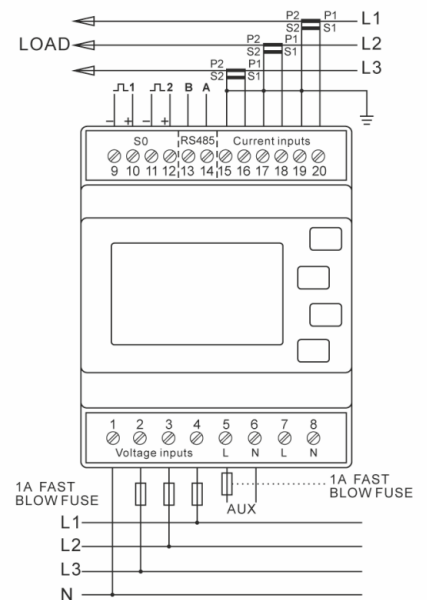 P2 P1 L1
S2 S1
LOAD P2 P1 L2
S2 S1
P2 P1 L3
S2 S1
1 2 B A
– + – +
S0 RS485 Current inputs
9 10 11 12 13 14 15 16 17 18 19 20
1 2 3 4 5 6 7 8
Voltage inputs L N L N
1A FAST
BLOW FUSE
1A FAST
BLOW FUSE
AUX
L1
L2
L3
N